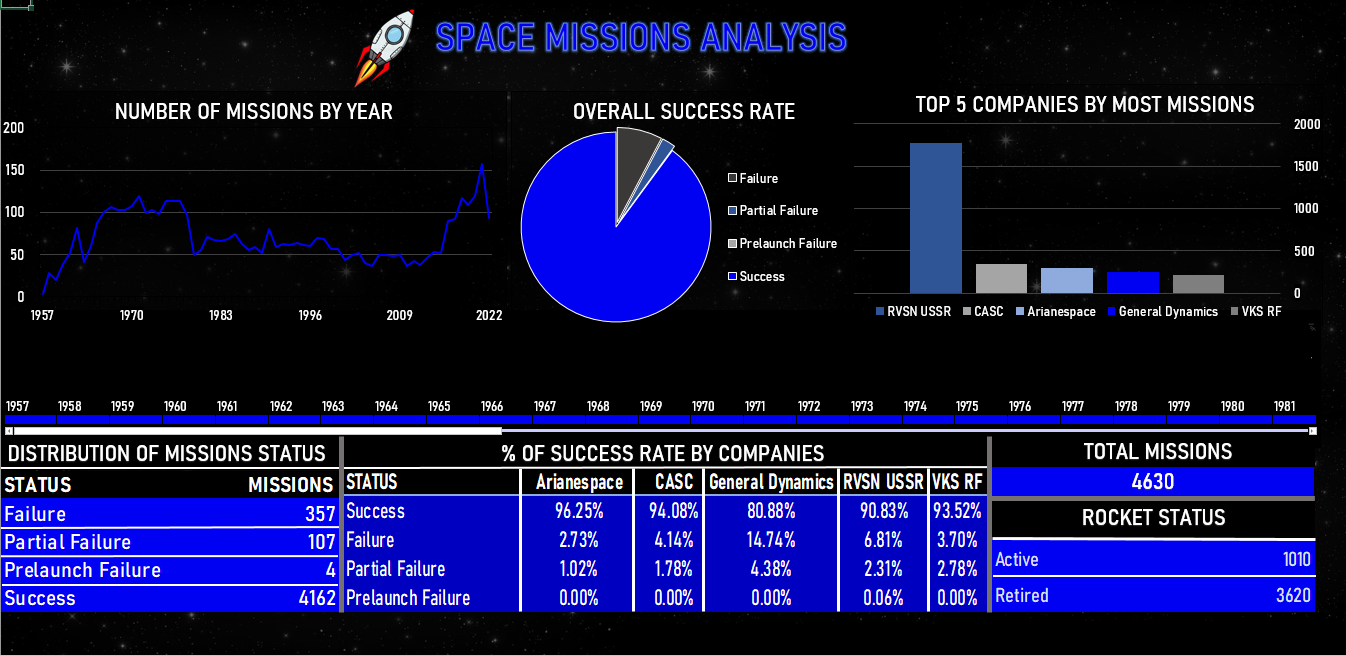 SPACE MISSIONS ANALYSIS
NUMBER OF MISSIONS BY YEAR
200
150
100
50
0
1957 1970 1983 1996 2009 2022
OVERALL SUCCESS RATE
Failure
Partial Failure
Prelaunch Failure
Success
TOP 5 COMPANIES BY MOST MISSIONS
2000
1500
1000
500
0
RVSN USSR CASC Arianespace General Dynamics VKS RF
1957 1958 1959 1960 1961 1962 1963 1964 1965 1966 1967 1968 1969 1970 1971 1972 1973 1974 1975 1976 1977 1978 1979 1980 1981
DISTRIBUTION OF MISSIONS STATUS
STATUS MISSIONS
Failure 357
Partial Failure 107
Prelaunch Failure 4
Success 4162
% OF SUCCESS RATE BY COMPANIES
STATUS Arianespace CASC General Dynamics RVSN USSR VKS RF
Success 96.25% 94.08% 80.88% 90.83% 93.52%
Failure 2.73% 4.14% 14.74% 6.81% 3.70%
Partial Failure 1.02% 1.78% 4.38% 2.31% 2.78%
Prelaunch Failure 0.00% 0.00% 0.00% 0.06% 0.00%
TOTAL MISSIONS
4630
ROCKET STATUS
Active 1010
Retired 3620